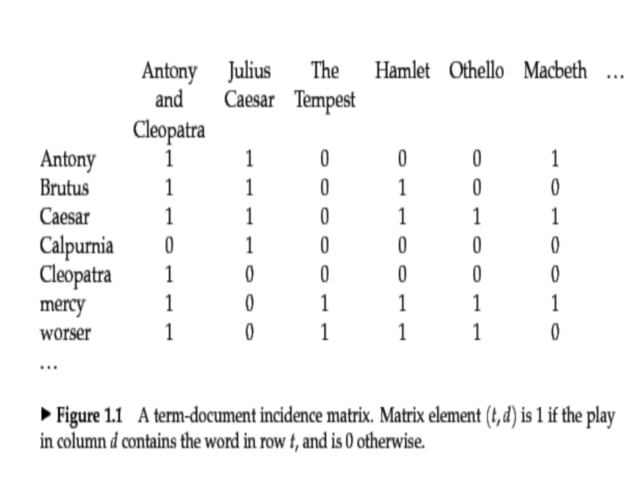 Antony Julius The Hamlet Othello Macbeth ...
and Caesar Tempest
Cleopatra
Antony 1 1 0 0 0 1
Brutus 1 1 0 1 0 0
Caesar 1 1 0 1 1 1
Calpurnia 0 1 0 0 0 0
Cleopatra 1 0 0 0 0 0
mercy 1 0 1 1 1 1
worser 1 0 1 1 1 0
...
▶ Figure 1.1 A term-document incidence matrix. Matrix element (t, d) is 1 if the play
in column d contains the word in row t, and is 0 otherwise.